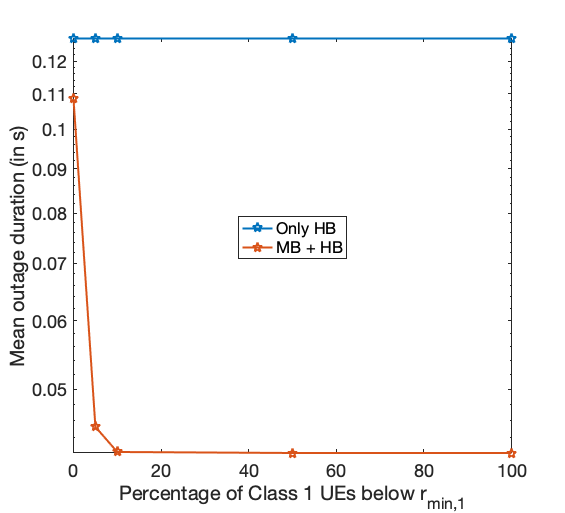 Mean outage duration (in s)
0.12
0.11
0.1
0.09
0.08
0.07
0.06
0.05
Only HB
MB + HB
0 20 40 60 80 100
Percentage of Class 1 UEs below r_min,1